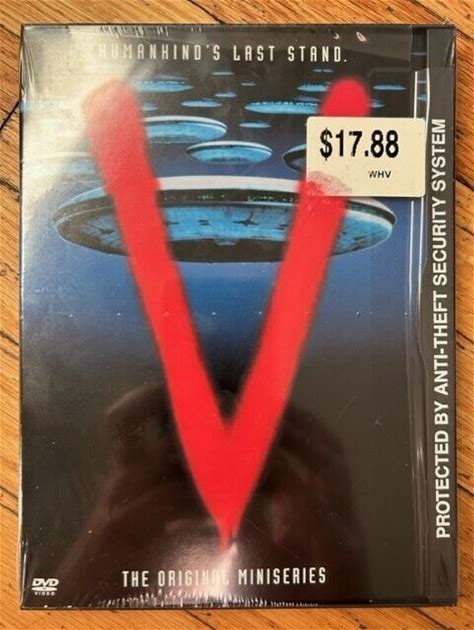 HUMANKIND'S LAST STAND.
$17.88
WHV
V
PROTECTED BY ANTI-THEFT SECURITY SYSTEM
THE ORIGINAL MINISERIES
DVD
VIDEO